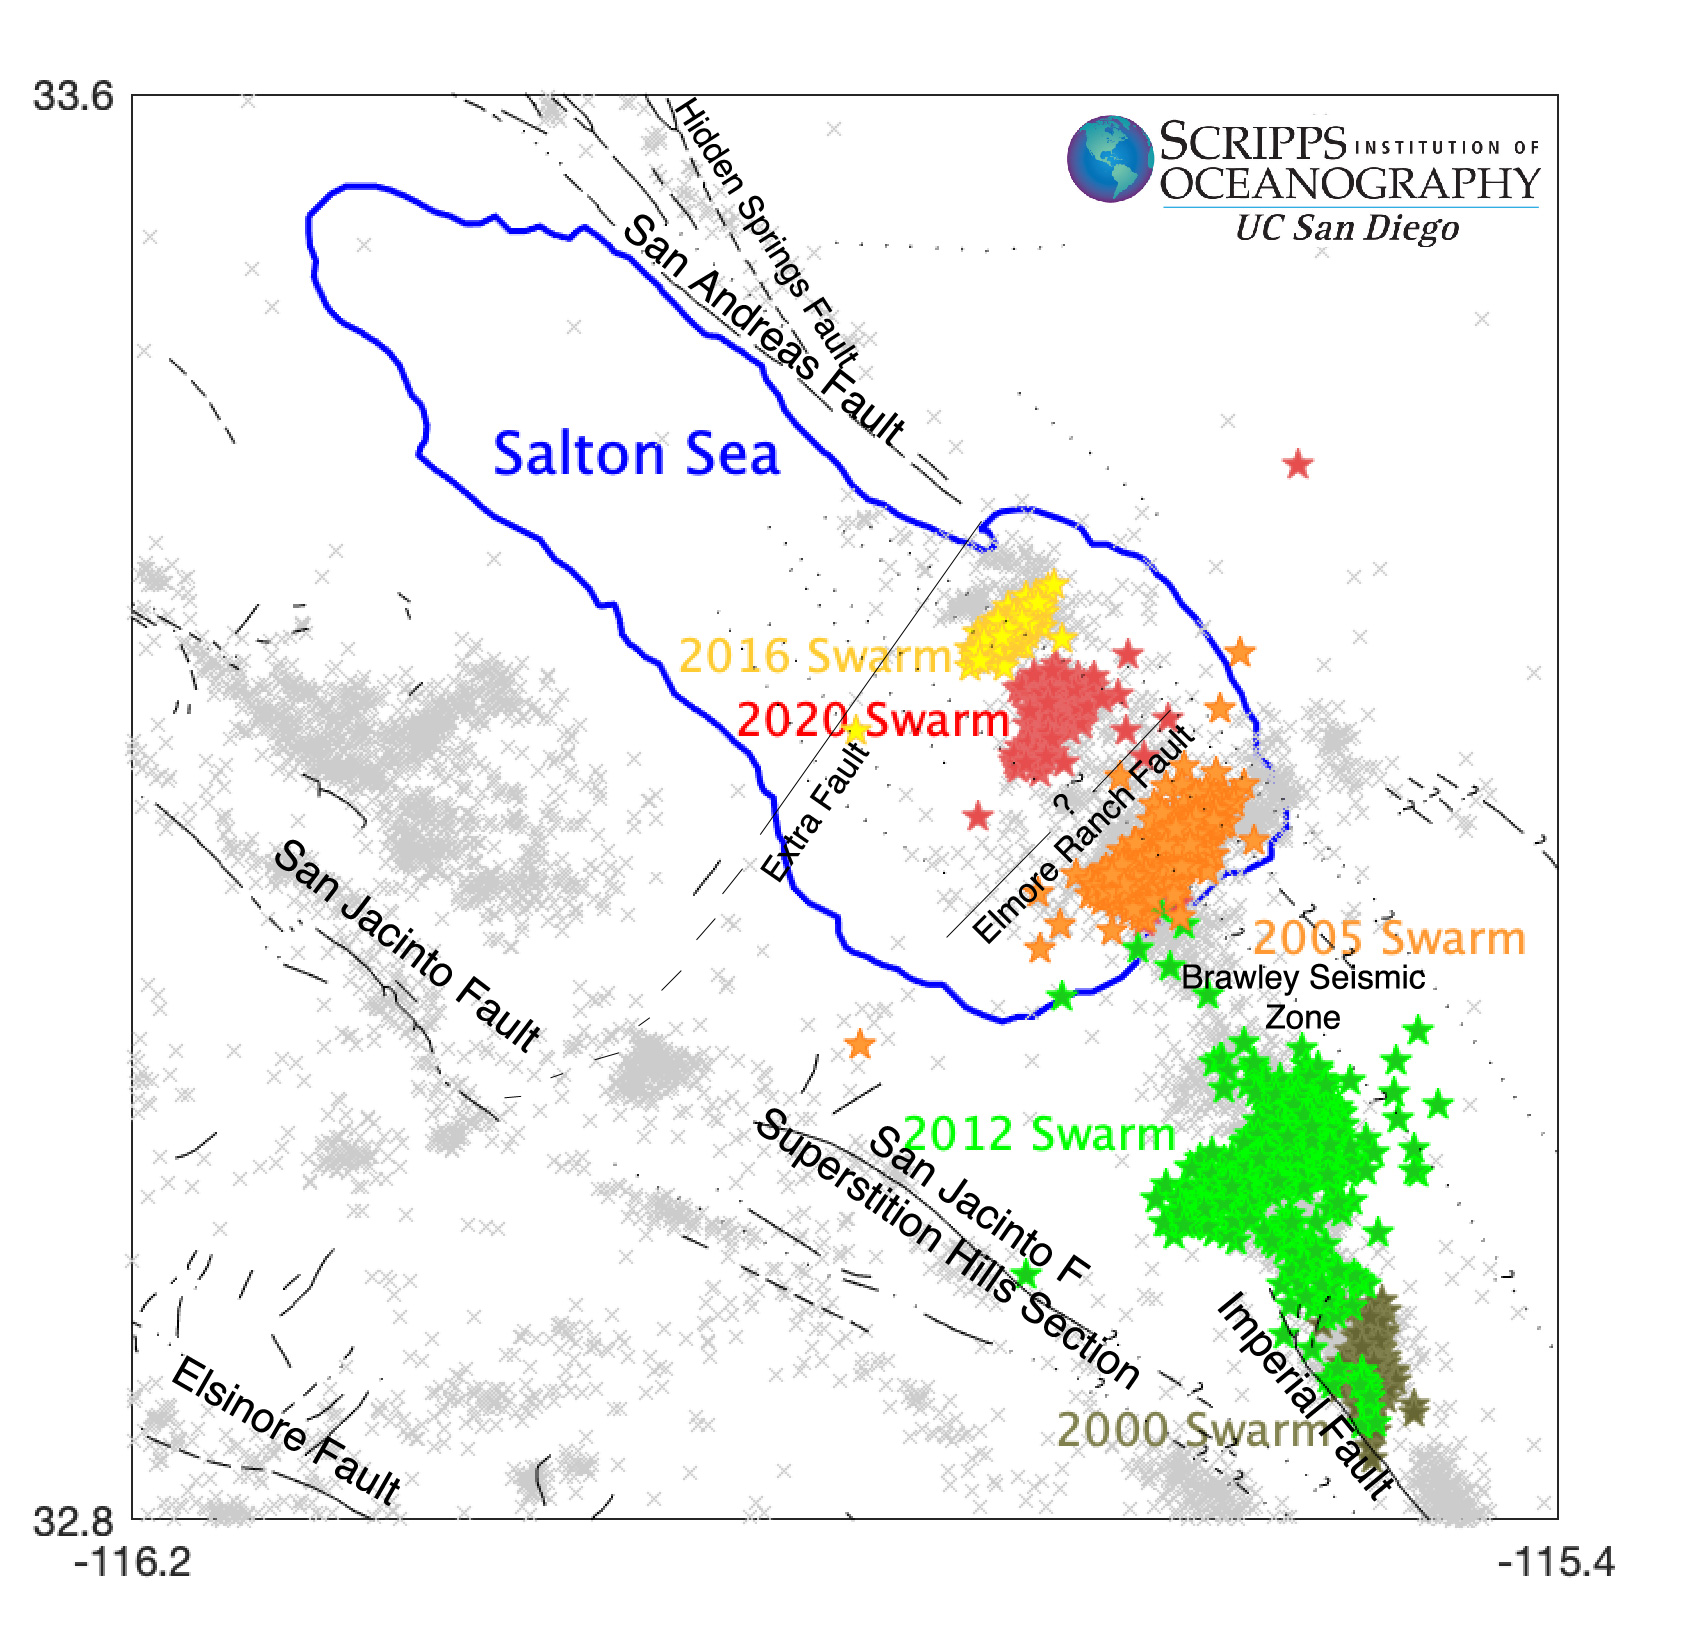 33.6
Hidden Springs Fault
SCRIPPS INSTITUTION OF
OCEANOGRAPHY
UC San Diego
San Andreas Fault
Salton Sea
2016 Swarm
2020 Swarm
Extra Fault
?
Elmore Ranch Fault
San Jacinto Fault
2005 Swarm
Brawley Seismic
Zone
2012 Swarm
San Jacinto F
Superstition Hills Section
Imperial Fault
Elsinore Fault
2000 Swarm
32.8
-116.2
-115.4